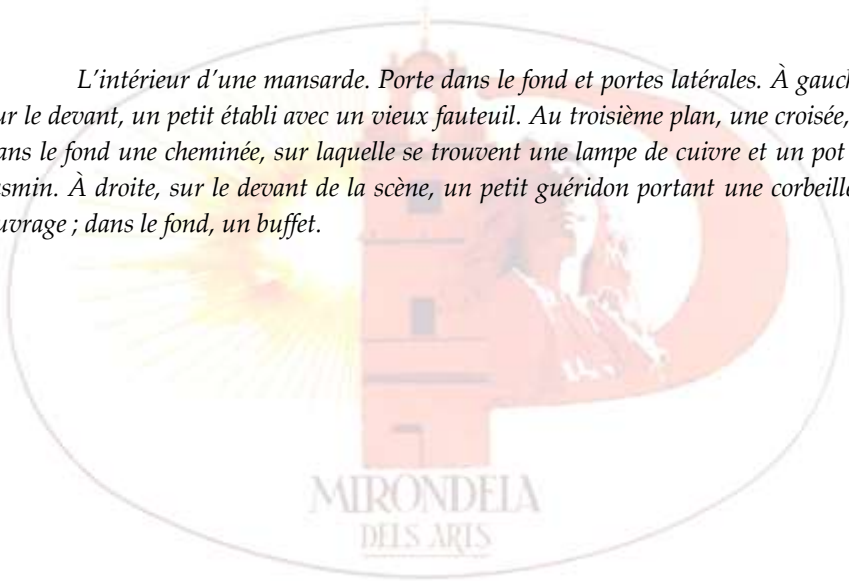 L'intérieur d'une mansarde. Porte dans le fond et portes latérales. À gauch
ur le devant, un petit établi avec un vieux fauteuil. Au troisième plan, une croisée,
ans le fond une cheminée, sur laquelle se trouvent une lampe de cuivre et un pot
smin. À droite, sur le devant de la scène, un petit guéridon portant une corbeille
uvrage ; dans le fond, un buffet.
MIRONDELA
DELS ARTS